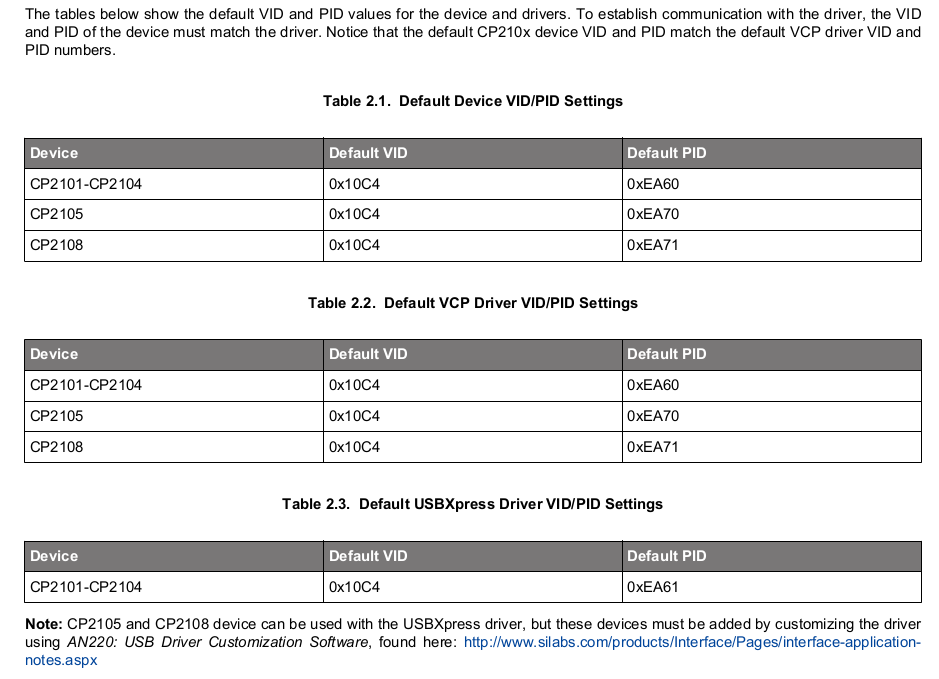 The tables below show the default VID and PID values for the device and drivers. To establish communication with the driver, the VID
and PID of the device must match the driver. Notice that the default CP210x device VID and PID match the default VCP driver VID and
PID numbers.
Table 2.1. Default Device VID/PID Settings
Device Default VID Default PID
CP2101-CP2104 0x10C4 0xEA60
CP2105 0x10C4 0xEA70
CP2108 0x10C4 0xEA71
Table 2.2. Default VCP Driver VID/PID Settings
Device Default VID Default PID
CP2101-CP2104 0x10C4 0xEA60
CP2105 0x10C4 0xEA70
CP2108 0x10C4 0xEA71
Table 2.3. Default USBXpress Driver VID/PID Settings
Device Default VID Default PID
CP2101-CP2104 0x10C4 0xEA61
Note: CP2105 and CP2108 device can be used with the USBXpress driver, but these devices must be added by customizing the driver
using AN220: USB Driver Customization Software, found here: http://www.silabs.com/products/Interface/Pages/interface-application-
notes.aspx